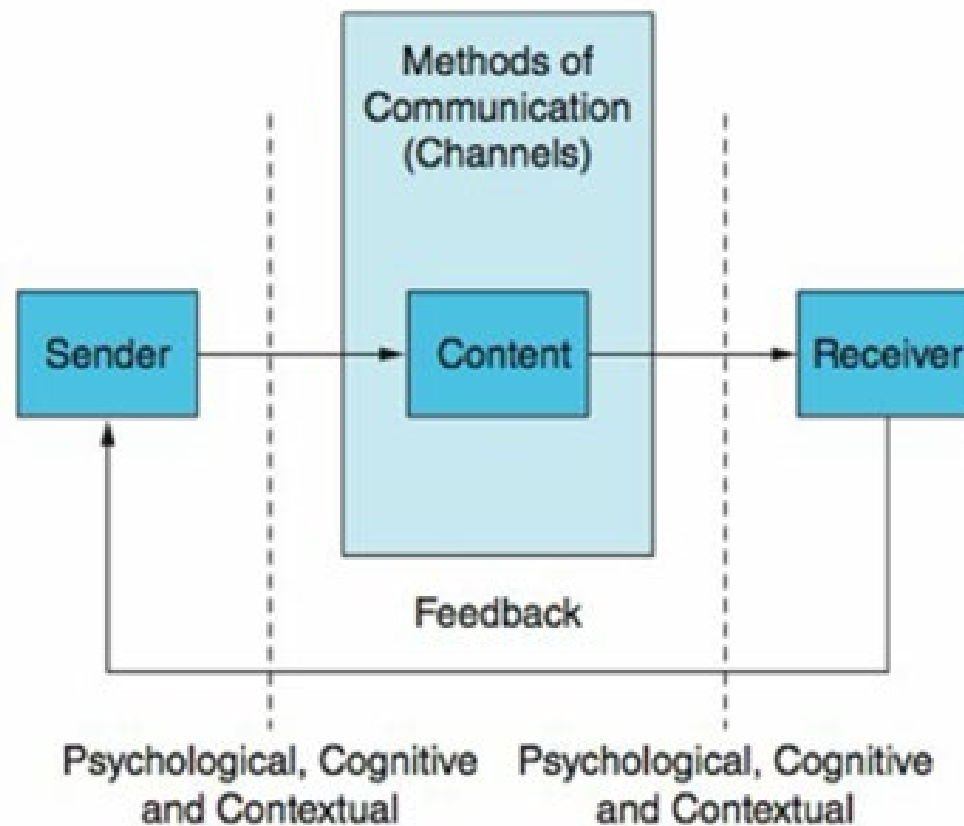 Methods of
Communication
(Channels)
Sender
Content
Receiver
Feedback
Psychological, Cognitive
and Contextual
Psychological, Cognitive
and Contextual